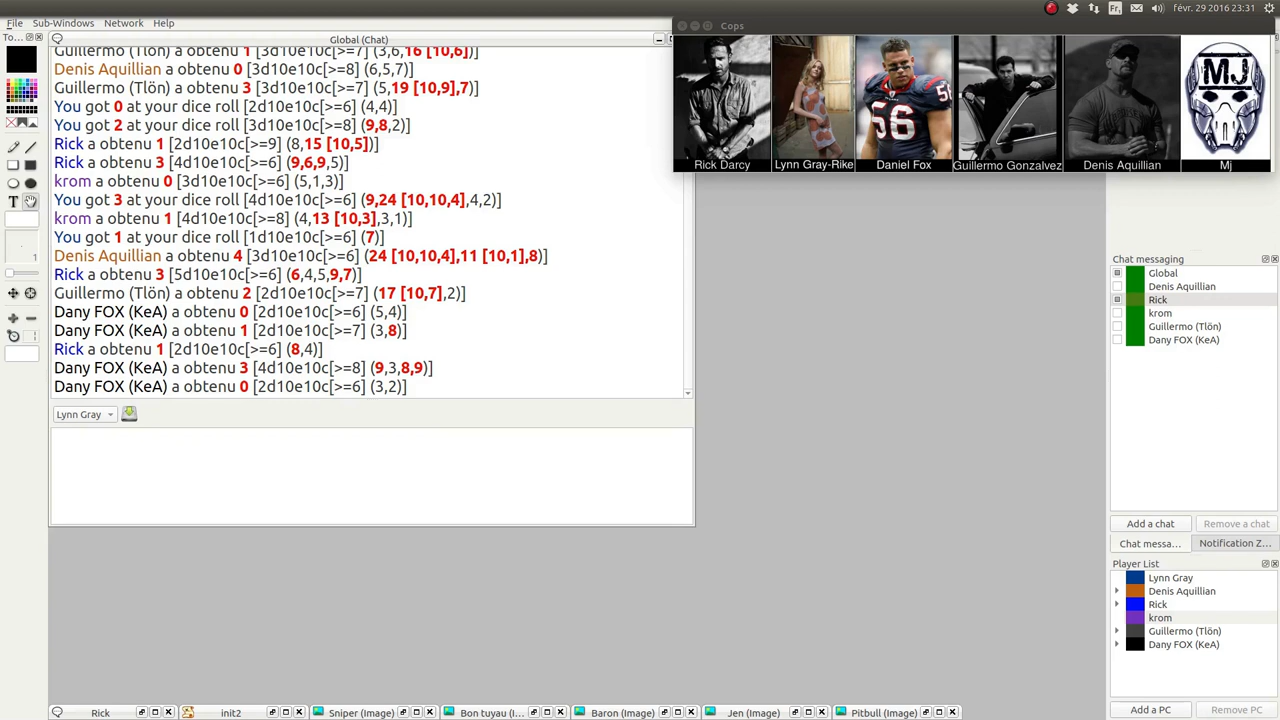 févr. 29 2016 23:31
Fr
File Sub-Windows Network Help
To...
Global (Chat)
Cops
Guillermo (Tlön) a obtenu 1 [3d10e10c[>=7] (3,6,16 [10,6])]
Denis Aquillian a obtenu 0 [3d10e10c[>=8] (6,5,7)]
Guillermo (Tlön) a obtenu 3 [3d10e10c[>=7] (5,19 [10,9],7)]
You got 0 at your dice roll [2d10e10c[>=6] (4,4)]
You got 2 at your dice roll [3d10e10c[>=8] (9,8,2)]
Rick a obtenu 1 [2d10e10c[>=9] (8,15 [10,5])]
Rick a obtenu 3 [4d10e10c[>=6] (9,6,9,5)]
krom a obtenu 0 [3d10e10c[>=6] (5,1,3)]
You got 3 at your dice roll [4d10e10c[>=6] (9,24 [10,10,4],4,2)]
krom a obtenu 1 [4d10e10c[>=8] (4,13 [10,3],3,1)]
You got 1 at your dice roll [1d10e10c[>=6] (7)]
Denis Aquillian a obtenu 4 [3d10e10c[>=6] (24 [10,10,4],11 [10,1],8)]
Rick a obtenu 3 [5d10e10c[>=6] (6,4,5,9,7)]
Guillermo (Tlön) a obtenu 2 [2d10e10c[>=7] (17 [10,7],2)]
Dany FOX (KeA) a obtenu 0 [2d10e10c[>=6] (5,4)]
Dany FOX (KeA) a obtenu 1 [2d10e10c[>=7] (3,8)]
Rick a obtenu 1 [2d10e10c[>=6] (8,4)]
Dany FOX (KeA) a obtenu 3 [4d10e10c[>=8] (9,3,8,9)]
Dany FOX (KeA) a obtenu 0 [2d10e10c[>=6] (3,2)]
Lynn Gray
T
1
56
MJ
Rick Darcy
Lynn Gray-Rike
Daniel Fox
Guillermo Gonzalvez
Denis Aquillian
Mj
Chat messaging
Global
Denis Aquillian
Rick
krom
Guillermo (Tlön)
Dany FOX (KeA)
Add a chat Remove a chat
Chat messa... Notification Z...
Player List
Lynn Gray
Denis Aquillian
Rick
krom
Guillermo (Tlön)
Dany FOX (KeA)
Add a PC Remove PC
Rick
init2
Sniper (Image)
Bon tuyau (I...
Baron (Image)
Jen (Image)
Pitbull (Image)